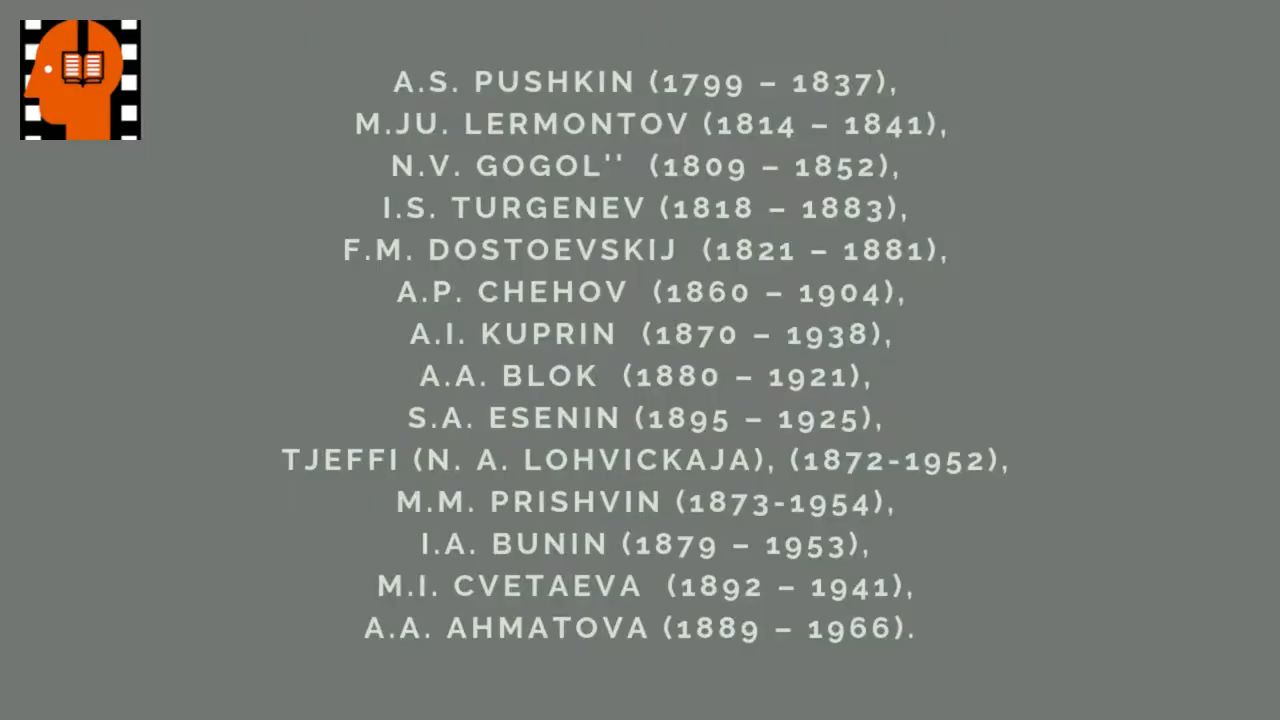 A.S. PUSHKIN (1799 – 1837),
M.JU. LERMONTOV (1814 – 1841),
N.V. GOGOL'' (1809 – 1852),
I.S. TURGENEV (1818 – 1883),
F.M. DOSTOEVSKIJ (1821 – 1881),
A.P. CHEHOV (1860 – 1904),
A.I. KUPRIN (1870 – 1938),
A.A. BLOK (1880 – 1921),
S.A. ESENIN (1895 – 1925),
TJEFFI (N. A. LOHVICKAJA), (1872-1952),
M.M. PRISHVIN (1873-1954),
I.A. BUNIN (1879 – 1953),
M.I. CVETAEVA (1892 – 1941),
A.A. AHMATOVA (1889 – 1966).